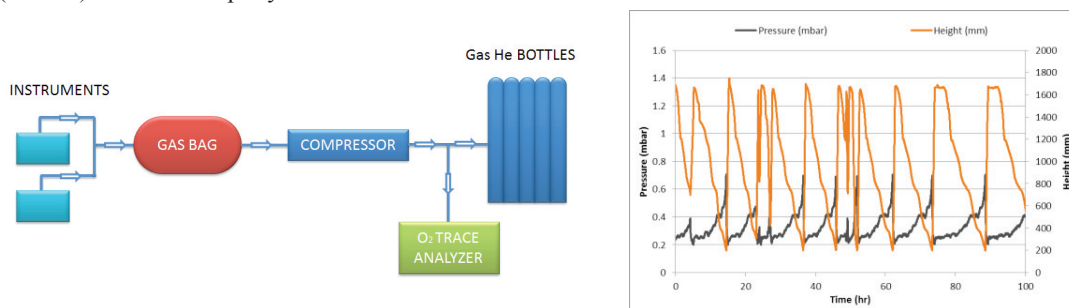 INSTRUMENTS
GAS BAG
COMPRESSOR
Gas He BOTTLES
O₂ TRACE
ANALYZER
Pressure (mbar)
Height (mm)
1.6
1.4
1.2
1
0.8
0.6
0.4
0.2
0
Pressure (mbar)
2000
1800
1600
1400
1200
1000
800
600
400
200
0
Height (mm)
0 20 40 60 80 100
Time (hr)